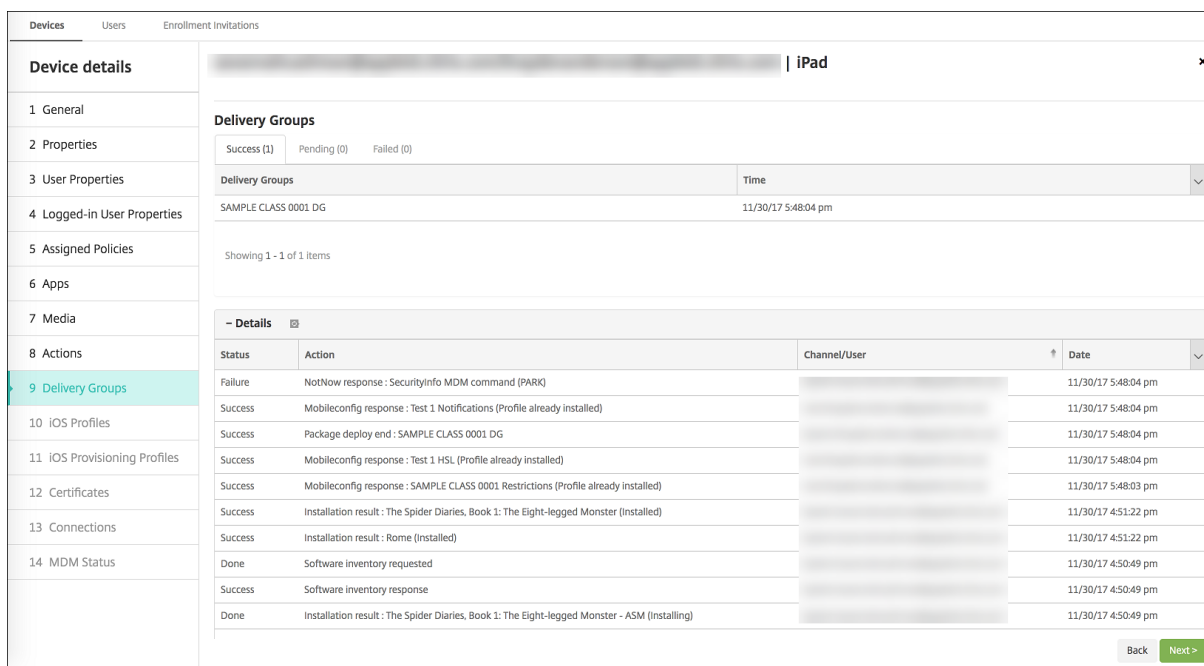 Devices Users Enrollment Invitations
Device details
| iPad
1 General
2 Properties
3 User Properties
4 Logged-in User Properties
5 Assigned Policies
6 Apps
7 Media
8 Actions
9 Delivery Groups
10 iOS Profiles
11 iOS Provisioning Profiles
12 Certificates
13 Connections
14 MDM Status
Delivery Groups
Success (1) Pending (0) Failed (0)
Delivery Groups Time
SAMPLE CLASS 0001 DG 11/30/17 5:48:04 pm
Showing 1 - 1 of 1 items
– Details
Status Action Channel/User Date
Failure NotNow response : SecurityInfo MDM command (PARK) 11/30/17 5:48:04 pm
Success Mobileconfig response : Test 1 Notifications (Profile already installed) 11/30/17 5:48:04 pm
Success Package deploy end : SAMPLE CLASS 0001 DG 11/30/17 5:48:04 pm
Success Mobileconfig response : Test 1 HSL (Profile already installed) 11/30/17 5:48:04 pm
Success Mobileconfig response : SAMPLE CLASS 0001 Restrictions (Profile already installed) 11/30/17 5:48:03 pm
Success Installation result : The Spider Diaries, Book 1: The Eight-legged Monster (Installed) 11/30/17 4:51:22 pm
Success Installation result : Rome (Installed) 11/30/17 4:51:22 pm
Done Software inventory requested 11/30/17 4:50:49 pm
Success Software inventory response 11/30/17 4:50:49 pm
Done Installation result : The Spider Diaries, Book 1: The Eight-legged Monster - ASM (Installing) 11/30/17 4:50:49 pm
Back Next >